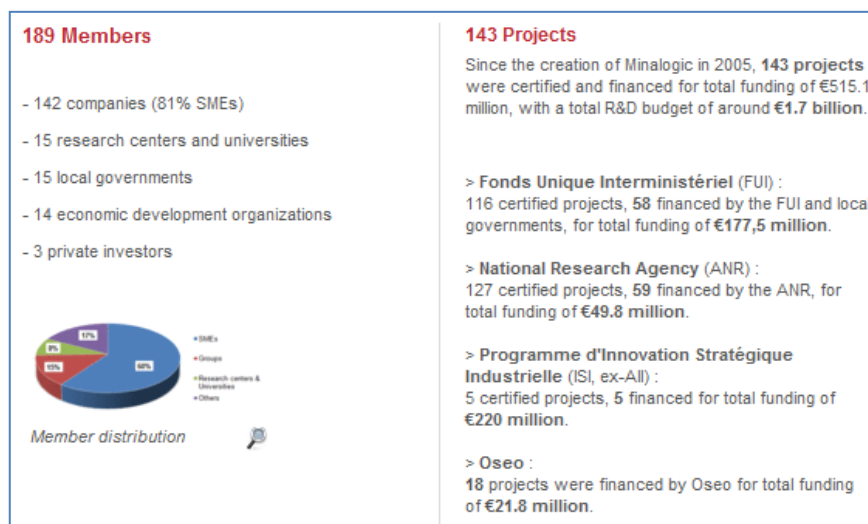 189 Members
- 142 companies (81% SMEs)
- 15 research centers and universities
- 15 local governments
- 14 economic development organizations
- 3 private investors
17%
8%
15%
60%
SMEs
Groups
Research centers &
Universities
Others
Member distribution
143 Projects
Since the creation of Minalogic in 2005, 143 projects
were certified and financed for total funding of €515.1
million, with a total R&D budget of around €1.7 billion.
> Fonds Unique Interministériel (FUI) :
116 certified projects, 58 financed by the FUI and loca
governments, for total funding of €177,5 million.
> National Research Agency (ANR) :
127 certified projects, 59 financed by the ANR, for
total funding of €49.8 million.
> Programme d'Innovation Stratégique
Industrielle (ISI, ex-AII) :
5 certified projects, 5 financed for total funding of
€220 million.
> Oseo :
18 projects were financed by Oseo for total funding
of €21.8 million.